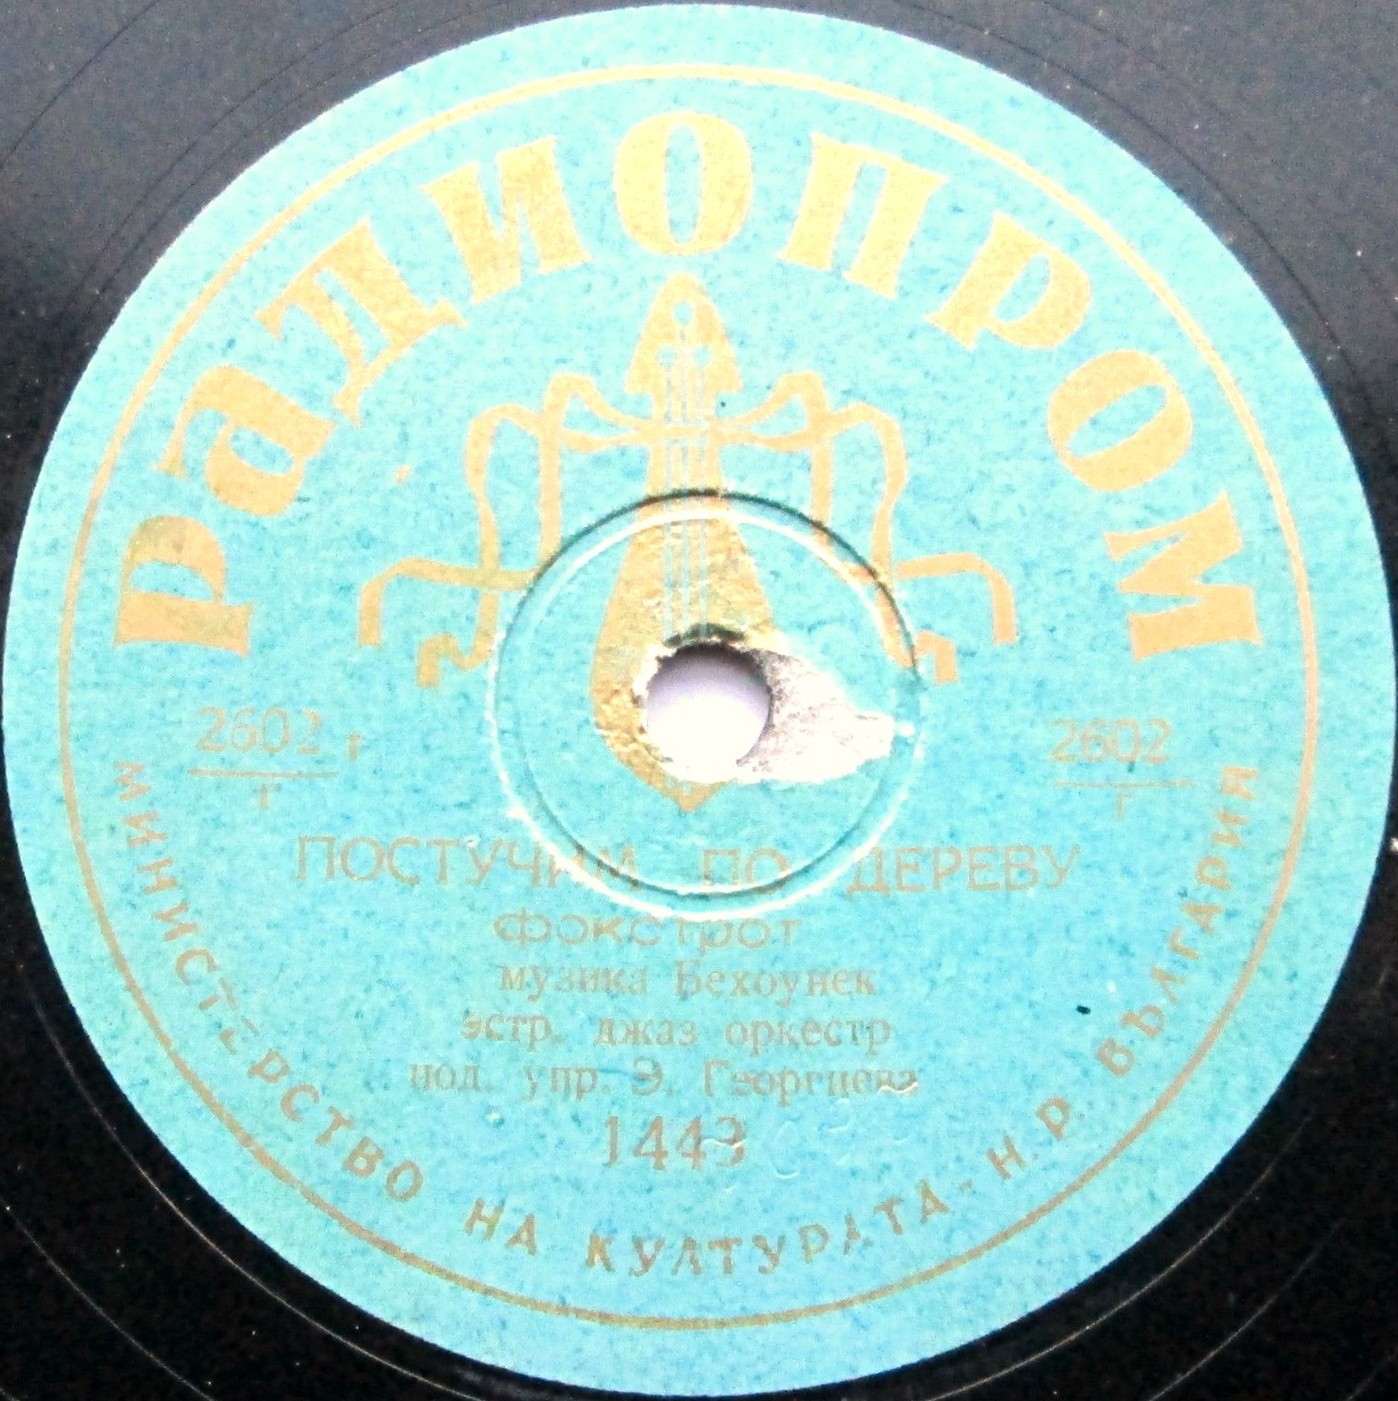 РАДИОПРОМ
2602 г
г
2602
г
ПОСТУЧИМ ПО ДЕРЕВУ
фокстрот
музика Бехоунек
эстр. джаз оркестр
под. упр. Э. Георгиева
1443
МИНИСТЕРСТВО НА КУЛТУРАТА - Н. Р. БЪЛГАРИЯ